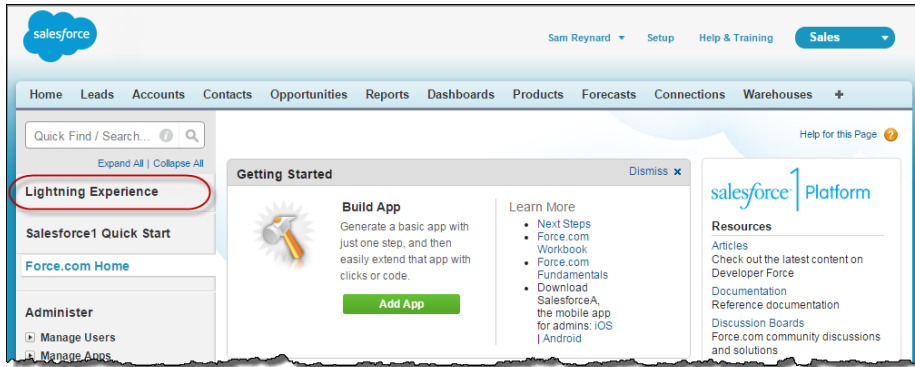 salesforce
Sam Reynard Setup Help & Training Sales
Home Leads Accounts Contacts Opportunities Reports Dashboards Products Forecasts Connections Warehouses +
Quick Find / Search...
Expand All | Collapse All
Lightning Experience
Salesforce1 Quick Start
Force.com Home
Administer
Manage Users
Manage Apps
Help for this Page ?
Getting Started
Dismiss x
Build App
Generate a basic app with
just one step, and then
easily extend that app with
clicks or code.
Add App
Learn More
• Next Steps
• Force.com
Workbook
• Force.com
Fundamentals
• Download
SalesforceA,
the mobile app
for admins: iOS
| Android
salesforce1 Platform
Resources
Articles
Check out the latest content on
Developer Force
Documentation
Reference documentation
Discussion Boards
Force.com community discussions
and solutions